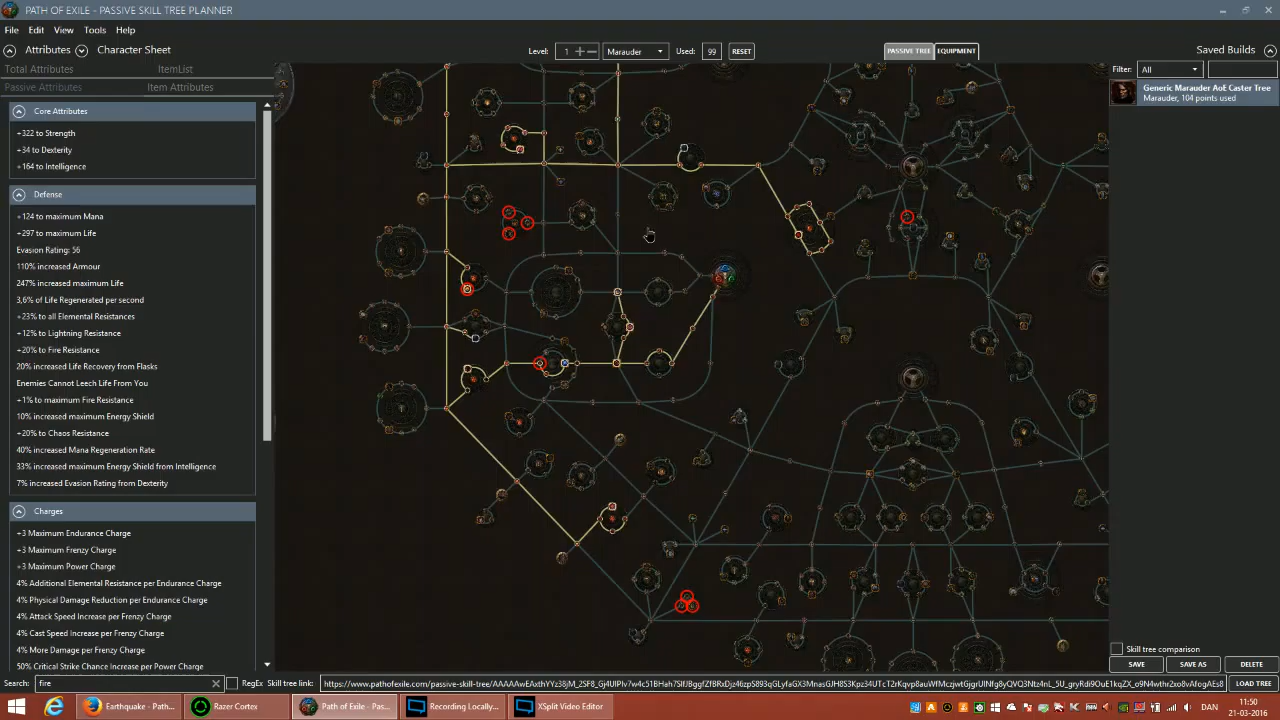 PATH OF EXILE - PASSIVE SKILL TREE PLANNER
File Edit View Tools Help
Attributes Character Sheet
Level: 1 Marauder Used: 99 RESET
PASSIVE TREE EQUIPMENT
Saved Builds
Total Attributes ItemList
Passive Attributes Item Attributes
Filter: All
Generic Marauder AoE Caster Tree
Marauder, 104 points used
Core Attributes
+322 to Strength
+34 to Dexterity
+164 to Intelligence
Defense
+124 to maximum Mana
+297 to maximum Life
Evasion Rating: 56
110% increased Armour
247% increased maximum Life
3,6% of Life Regenerated per second
+23% to all Elemental Resistances
+12% to Lightning Resistance
+20% to Fire Resistance
20% increased Life Recovery from Flasks
Enemies Cannot Leech Life From You
+1% to maximum Fire Resistance
10% increased maximum Energy Shield
+20% to Chaos Resistance
40% increased Mana Regeneration Rate
33% increased maximum Energy Shield from Intelligence
7% increased Evasion Rating from Dexterity
Charges
+3 Maximum Endurance Charge
+3 Maximum Frenzy Charge
+3 Maximum Power Charge
4% Additional Elemental Resistance per Endurance Charge
4% Physical Damage Reduction per Endurance Charge
4% Attack Speed Increase per Frenzy Charge
4% Cast Speed Increase per Frenzy Charge
4% More Damage per Frenzy Charge
50% Critical Strike Chance Increase per Power Charge
Skill tree comparison
SAVE SAVE AS DELETE
Search: fire RegEx Skill tree link:
LOAD TREE
Earthquake - Path...
Razer Cortex
Path of Exile - Pas...
Recording Locally...
XSplit Video Editor
DAN
11:50
21-03-2016